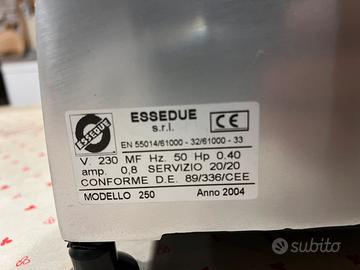 ESSEDUE
ESSEDUE
s.r.l.
CE
EN 55014/61000 - 32/61000 - 33
V. 230 MF Hz. 50 Hp 0.40
amp. 0,8 SERVIZIO 20/20
CONFORME D.E. 89/336/CEE
MODELLO 250 Anno 2004
subito